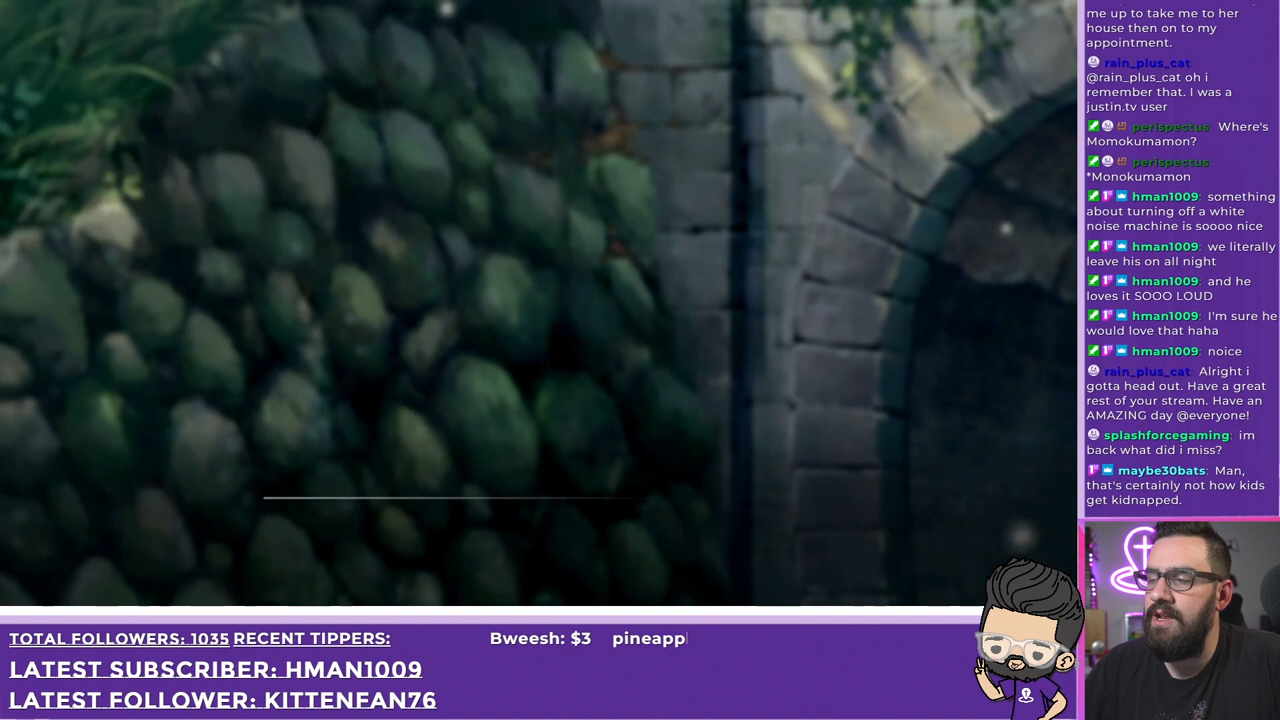 me up to take me to her
house then on to my
appointment.
rain_plus_cat:
@rain_plus_cat oh i
remember that. I was a
justin.tv user
perispectus: Where's
Momokumamon?
perispectus:
*Monokumamon
hman1009: something
about turning off a white
noise machine is soooo nice
hman1009: we literally
leave his on all night
hman1009: and he
loves it SOOO LOUD
hman1009: I'm sure he
would love that haha
hman1009: noice
rain_plus_cat: Alright i
gotta head out. Have a great
rest of your stream. Have an
AMAZING day @everyone!
splashforcegaming: im
back what did i miss?
maybe30bats: Man,
that's certainly not how kids
get kidnapped.
TOTAL FOLLOWERS: 1035 RECENT TIPPERS: Bweesh: $3 pineapp
LATEST SUBSCRIBER: HMAN1009
LATEST FOLLOWER: KITTENFAN76